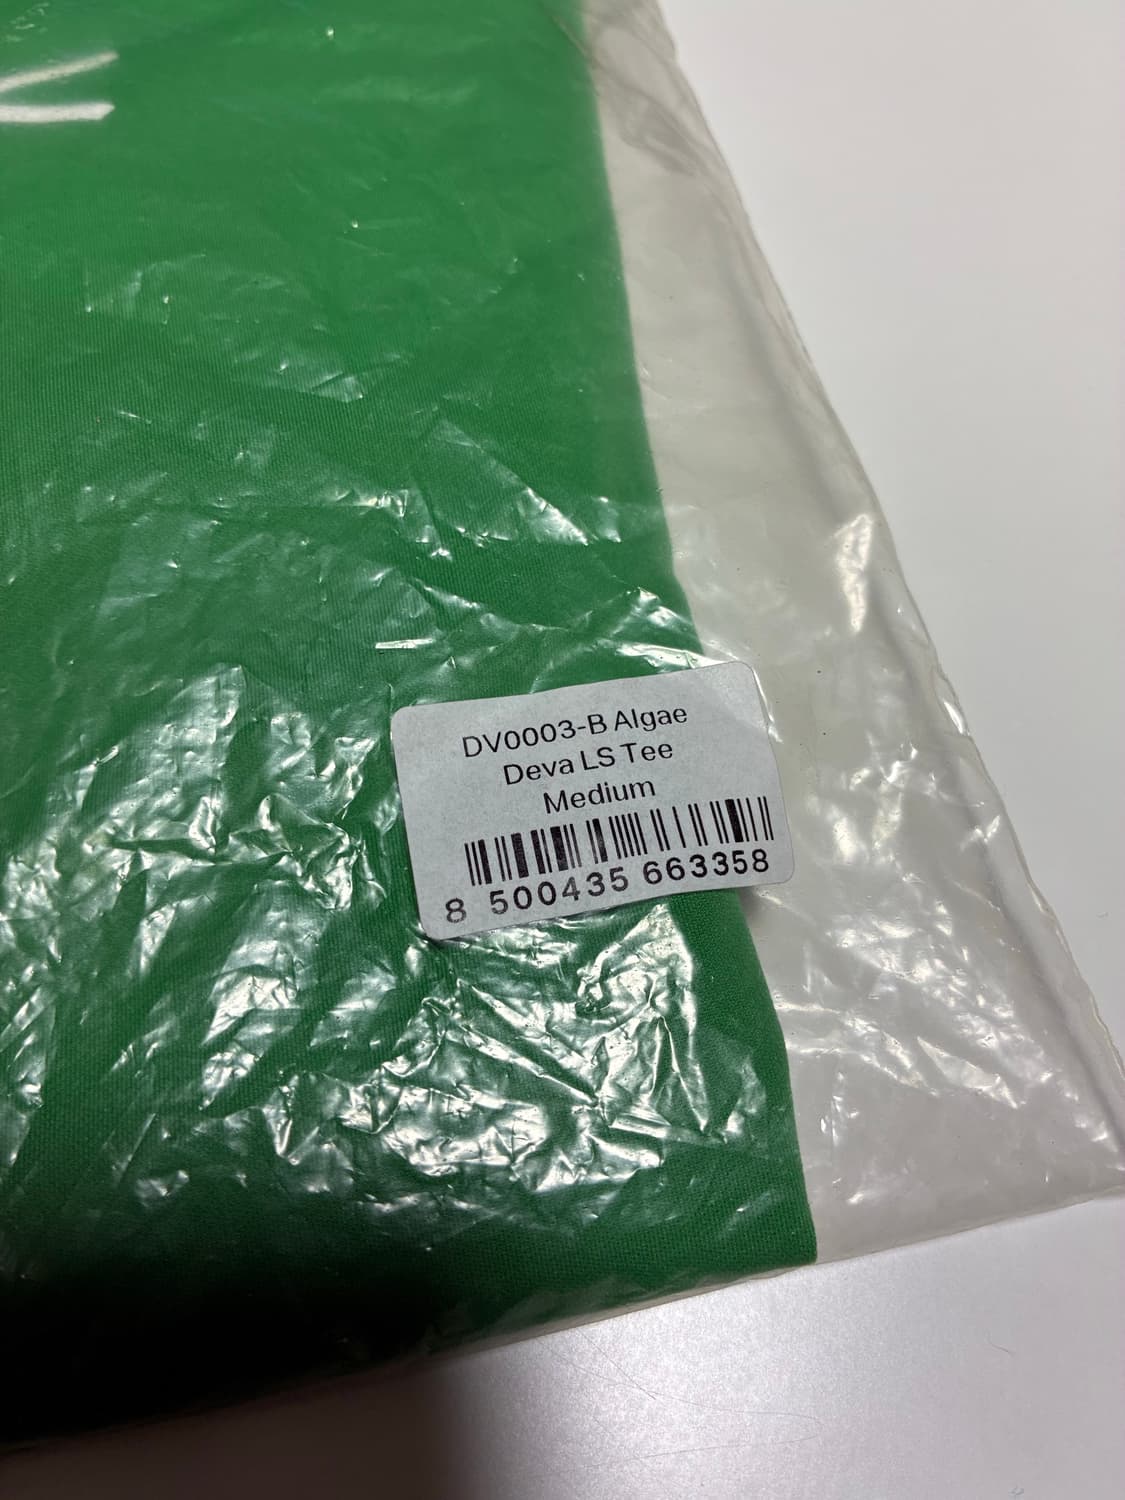 DV0003-B Algae
Deva LS Tee
Medium
8 500435 663358